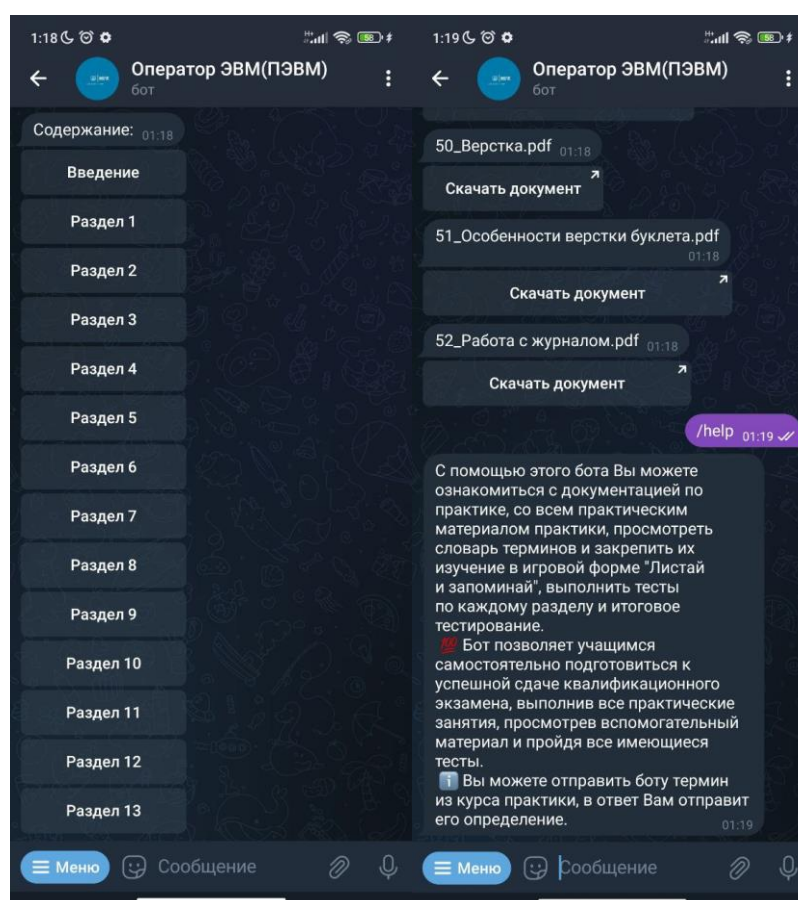 1:18
58
Оператор ЭВМ(ПЭВМ)
бот
Содержание: 01:18
Введение
Раздел 1
Раздел 2
Раздел 3
Раздел 4
Раздел 5
Раздел 6
Раздел 7
Раздел 8
Раздел 9
Раздел 10
Раздел 11
Раздел 12
Раздел 13
Меню
Сообщение
1:19
58
Оператор ЭВМ(ПЭВМ)
бот
50_Верстка.pdf 01:18
Скачать документ
51_Особенности верстки буклета.pdf
01:18
Скачать документ
52_Работа с журналом.pdf 01:18
Скачать документ
/help 01:19
С помощью этого бота Вы можете
ознакомиться с документацией по
практике, со всем практическим
материалом практики, просмотреть
словарь терминов и закрепить их
изучение в игровой форме "Листай
и запоминай", выполнить тесты
по каждому разделу и итоговое
тестирование.
💯 Бот позволяет учащимся
самостоятельно подготовиться к
успешной сдаче квалификационного
экзамена, выполнив все практические
занятия, просмотрев вспомогательный
материал и пройдя все имеющиеся
тесты.
ℹ️ Вы можете отправить боту термин
из курса практики, в ответ Вам отправит
его определение. 01:19
Меню
Сообщение